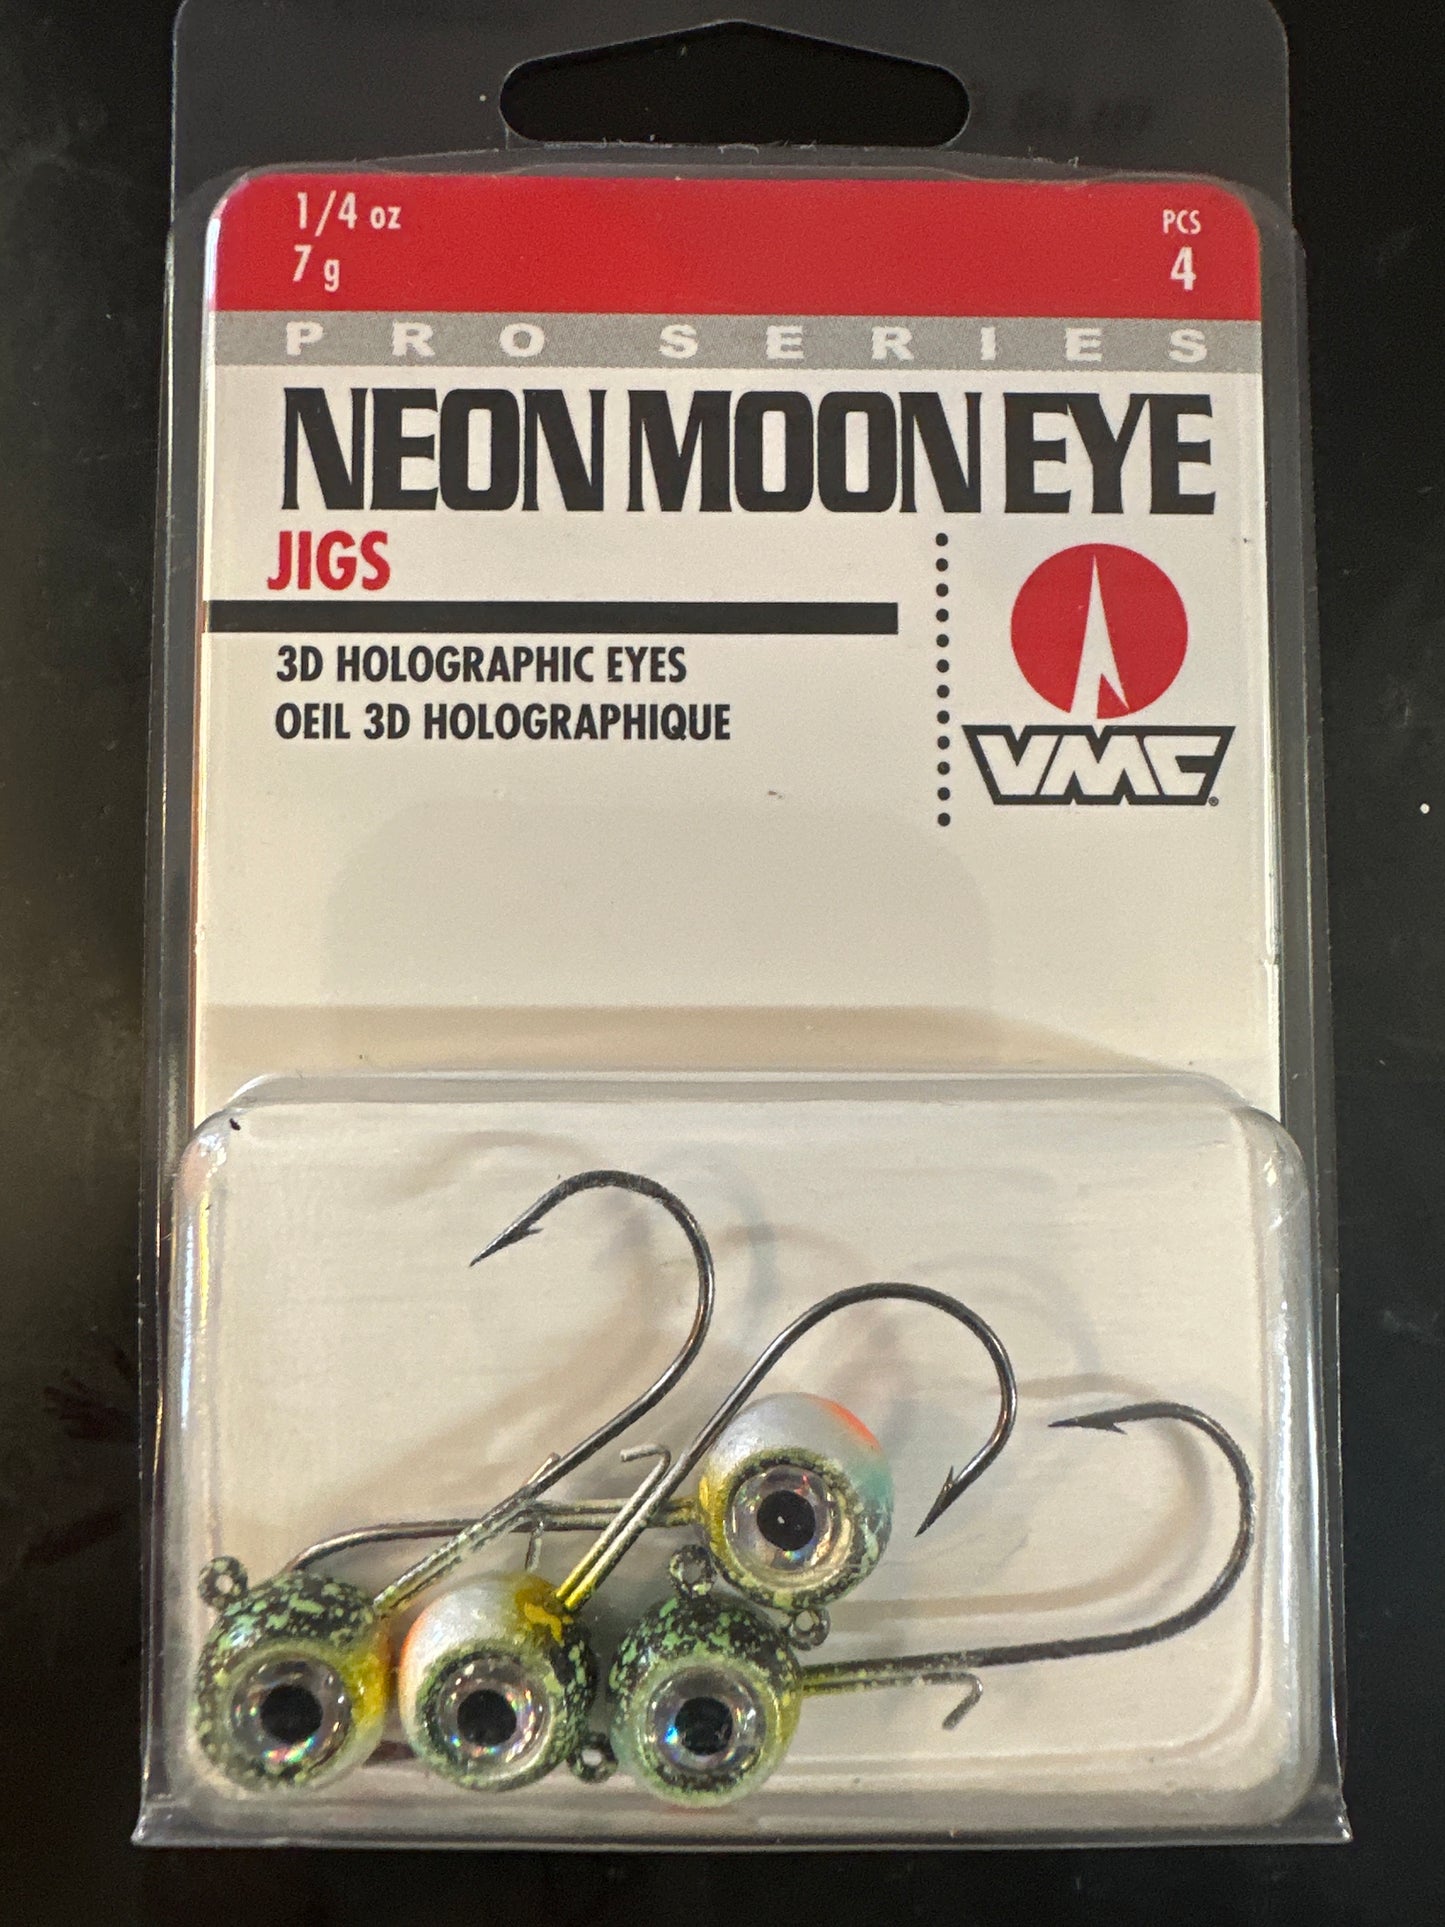 1/4 oz
7 g
PCS
4
PRO SERIES
NEON MOON EYE
JIGS
3D HOLOGRAPHIC EYES
OEIL 3D HOLOGRAPHIQUE
VMC®